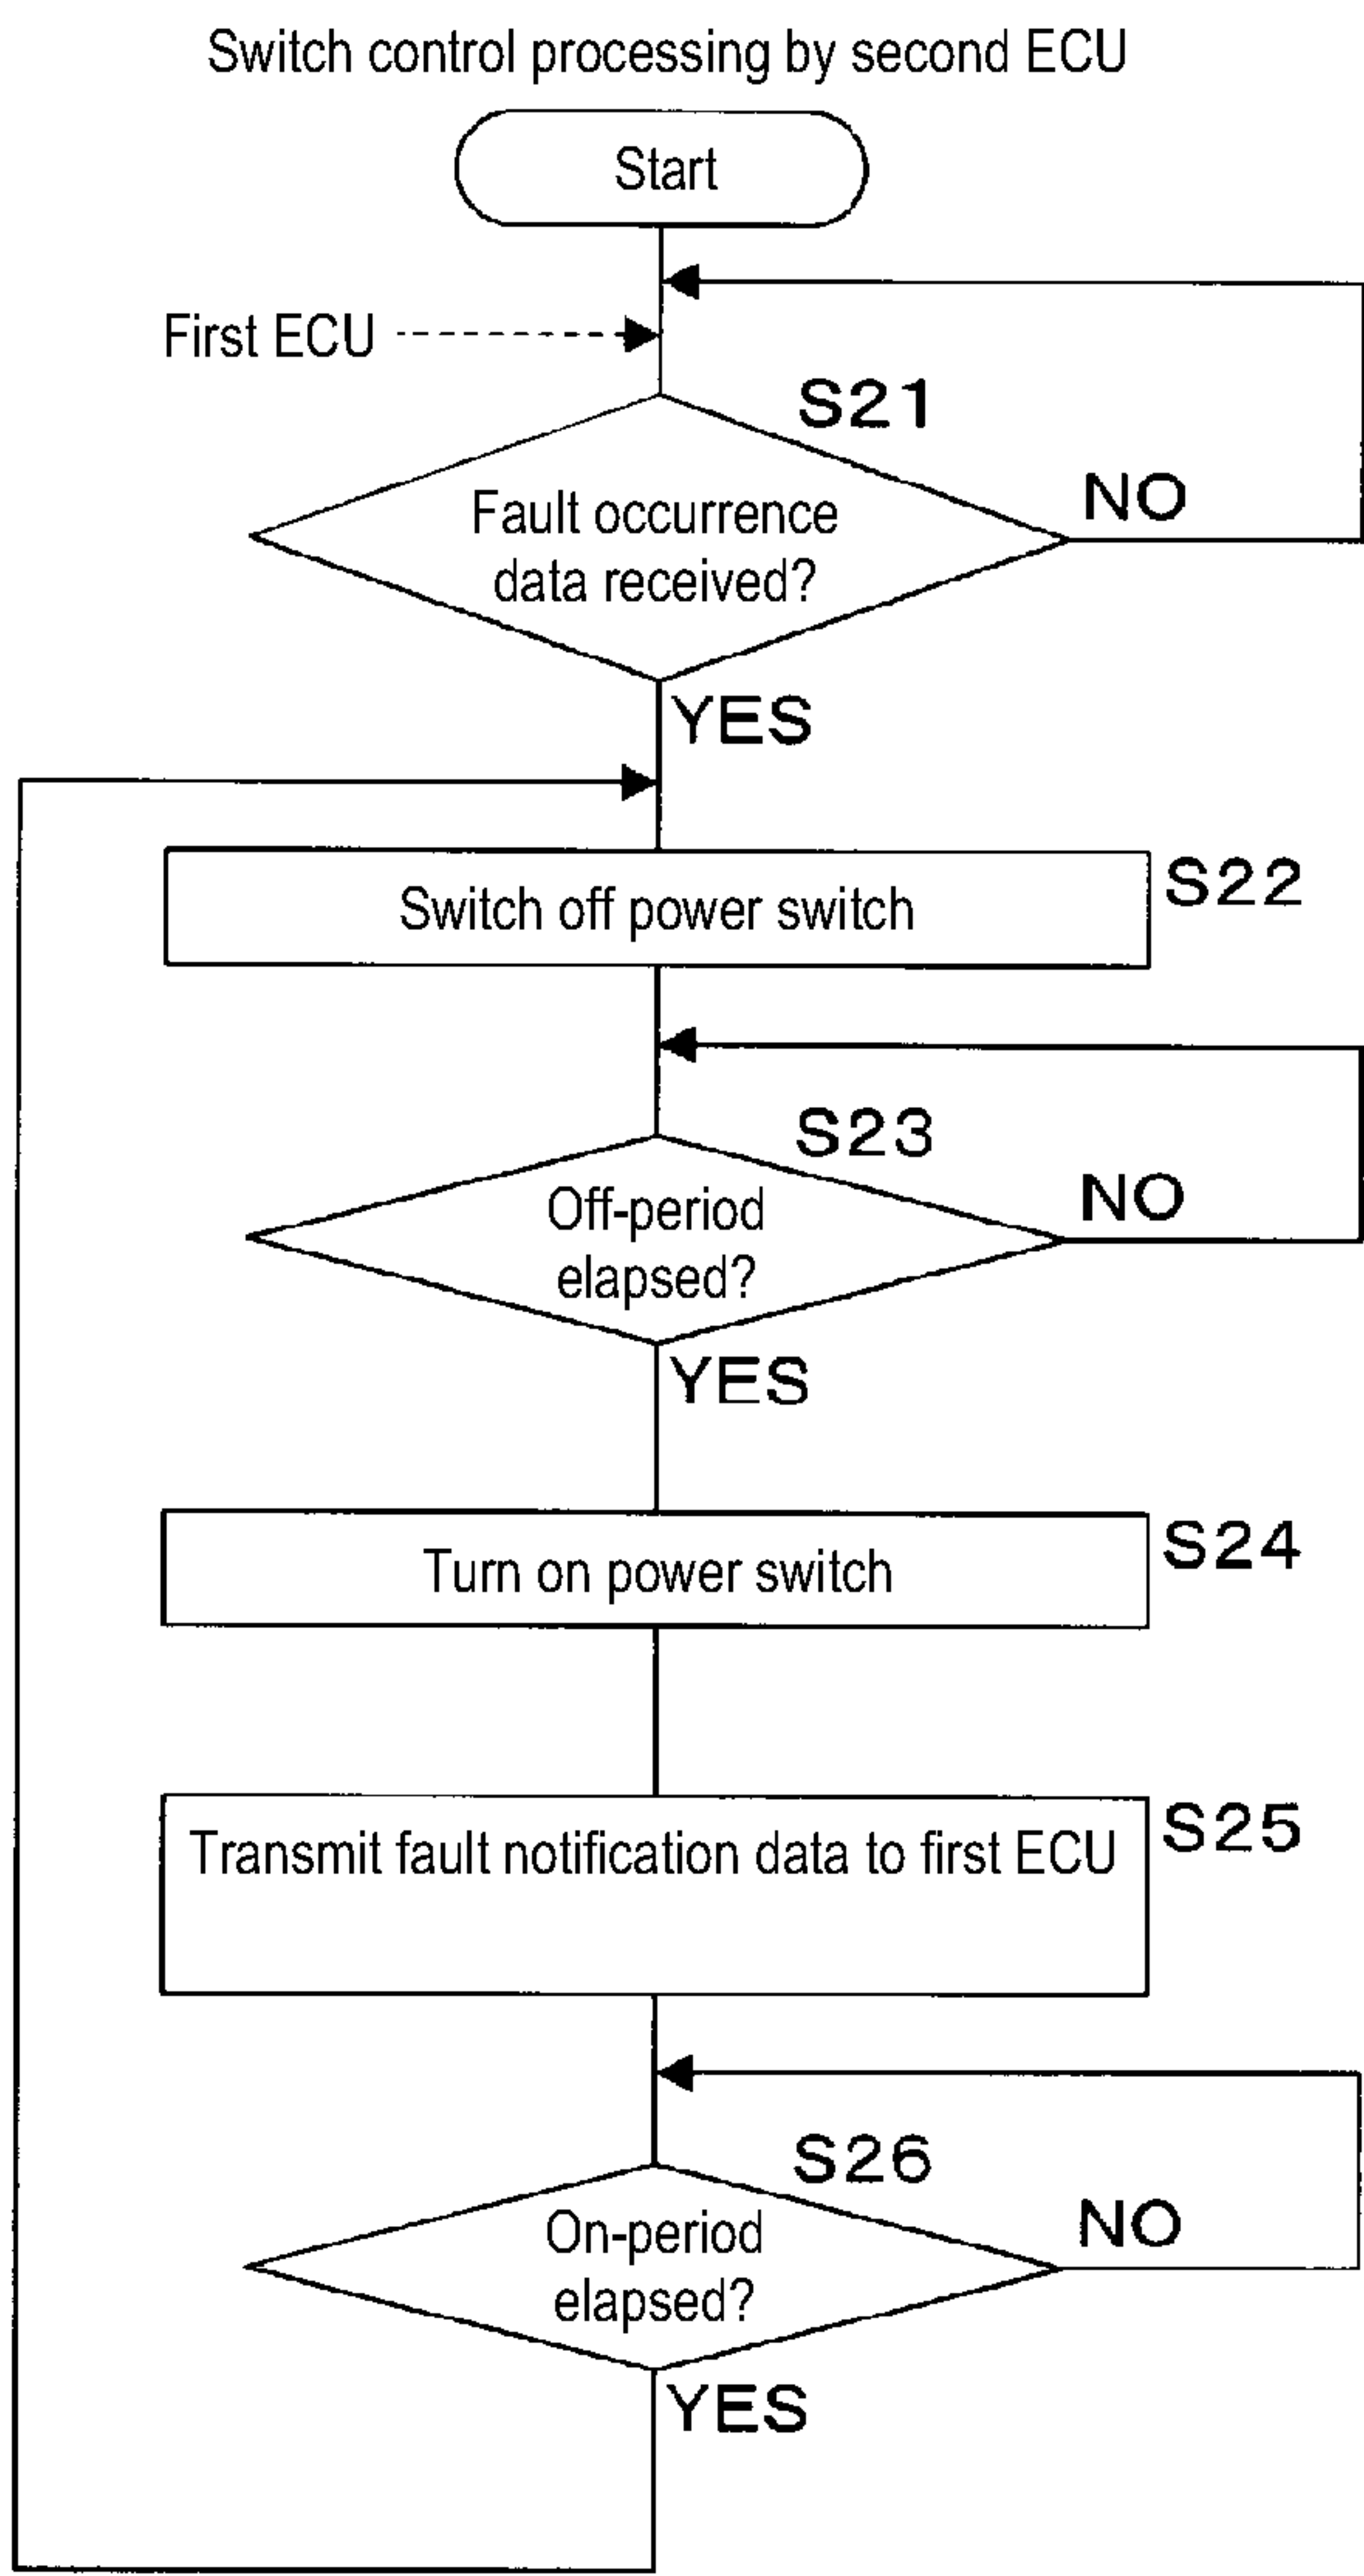 Switch control processing by second ECU
Start
First ECU
S21
Fault occurrence
data received?
NO
YES
Switch off power switch
S22
S23
Off-period
elapsed?
NO
YES
Turn on power switch
S24
Transmit fault notification data to first ECU
S25
S26
On-period
elapsed?
NO
YES